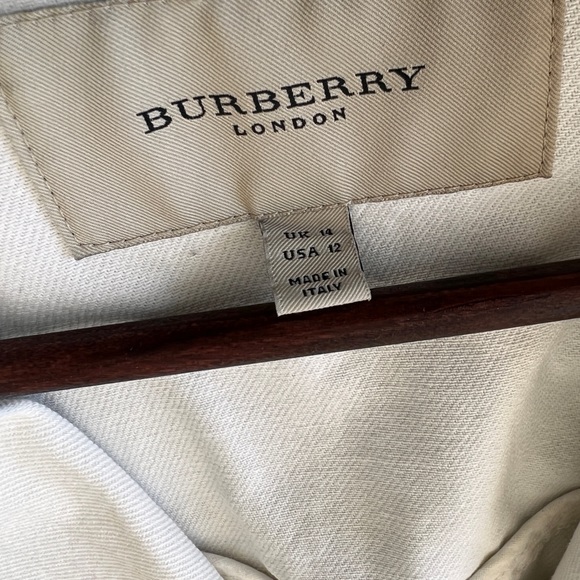 BURBERRY
LONDON
UK 14
USA 12
MADE IN
ITALY